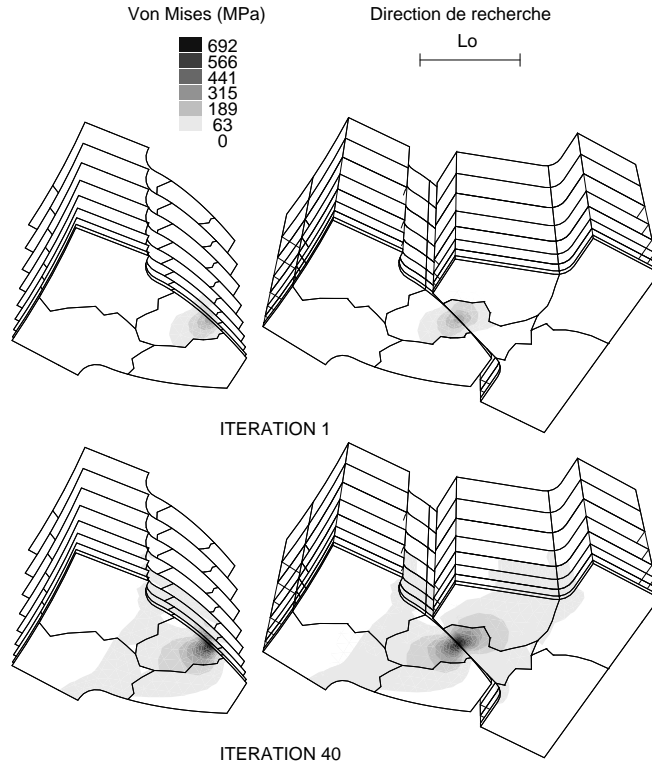 Von Mises (MPa)
Direction de recherche
Lo
692
566
441
315
189
63
0
ITERATION 1
ITERATION 40